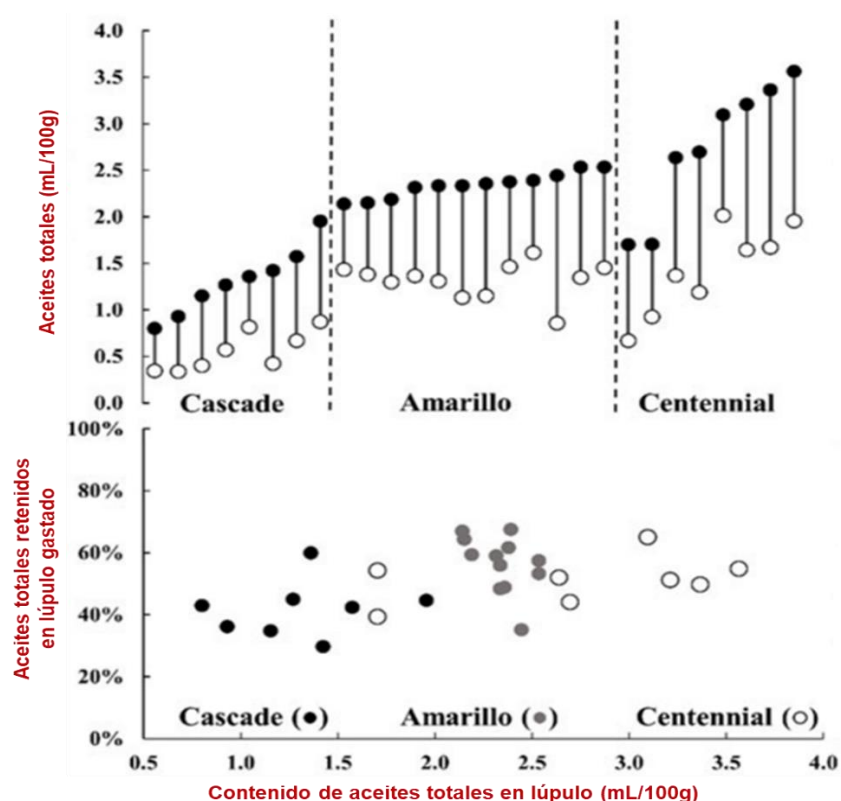 Aceites totales (mL/100g)
4.0
3.5
3.0
2.5
2.0
1.5
1.0
0.5
0.0
Cascade Amarillo Centennial
Aceites totales retenidos
en lúpulo gastado
100%
80%
60%
40%
20%
0%
Cascade (●) Amarillo (●) Centennial (○)
0.5 1.0 1.5 2.0 2.5 3.0 3.5 4.0
Contenido de aceites totales en lúpulo (mL/100g)